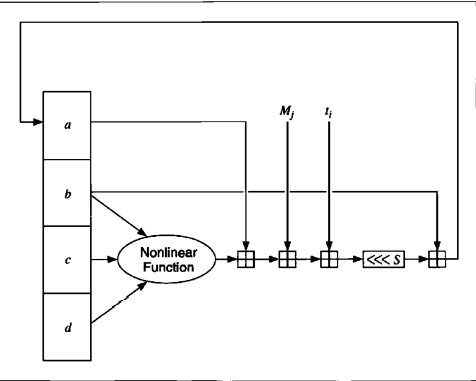 a
M_j
t_i
b
Nonlinear
Function
c
<<< s
d